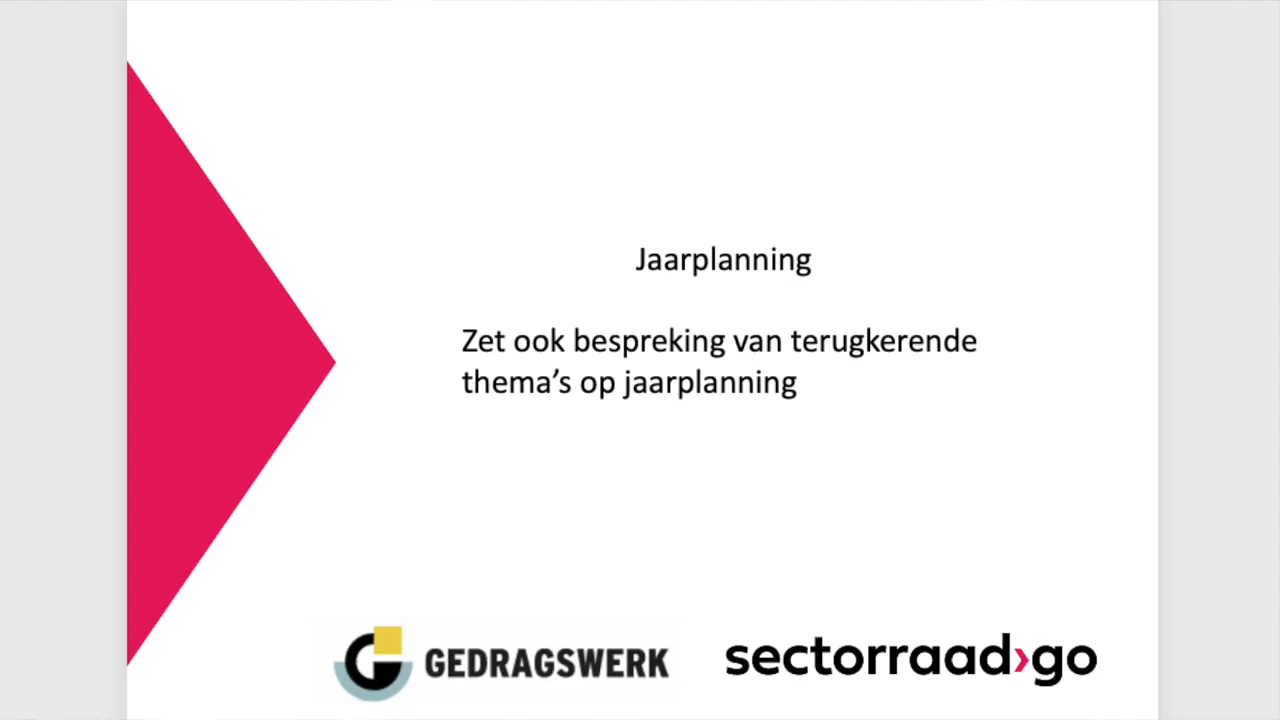 Jaarplanning
Zet ook bespreking van terugkerende
thema’s op jaarplanning
GEDRAGSWERK
sectorraad›go